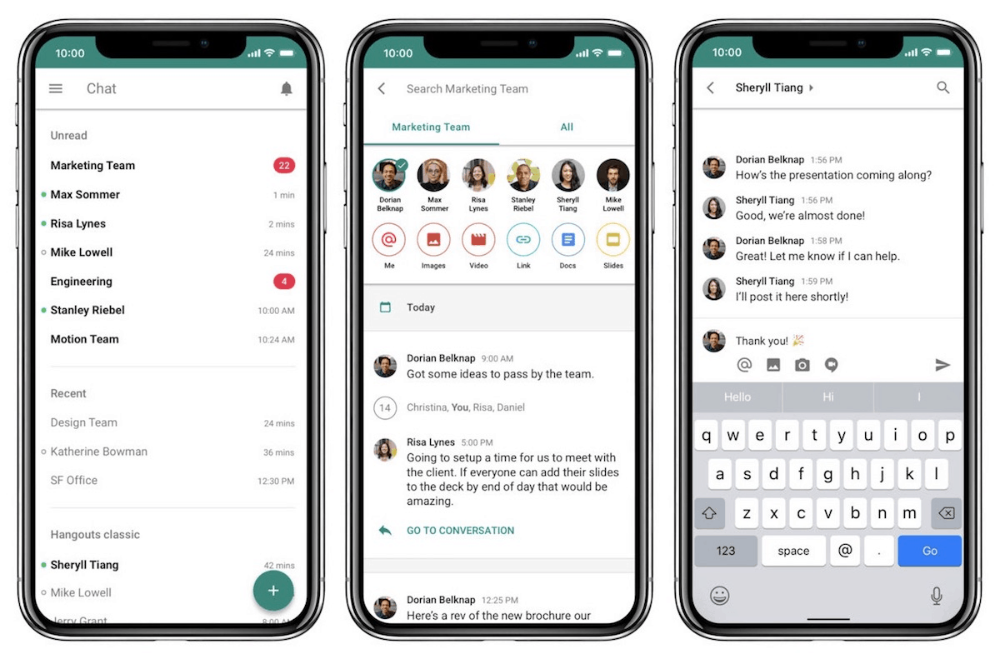 10:00
Chat
Unread
Marketing Team 22
Max Sommer 1 min
Risa Lynes 2 mins
Mike Lowell 24 mins
Engineering 4
Stanley Riebel 10:00 AM
Motion Team 10:24 AM
Recent
Design Team 24 mins
Katherine Bowman 36 mins
SF Office 12:30 PM
Hangouts classic
Sheryll Tiang 42 mins
Mike Lowell
Jerry Grant 8:00 AM
10:00
Search Marketing Team
Marketing Team All
Dorian Belknap
Max Sommer
Risa Lynes
Stanley Riebel
Sheryll Tiang
Mike Lowell
Me Images Video Link Docs Slides
Today
Dorian Belknap 9:00 AM
Got some ideas to pass by the team.
14 Christina, You, Risa, Daniel
Risa Lynes 5:00 PM
Going to setup a time for us to meet with
the client. If everyone can add their slides
to the deck by end of day that would be
amazing.
GO TO CONVERSATION
Dorian Belknap 12:25 PM
Here's a rev of the new brochure our
10:00
Sheryll Tiang
Dorian Belknap 1:56 PM
How's the presentation coming along?
Sheryll Tiang 1:56 PM
Good, we're almost done!
Dorian Belknap 1:58 PM
Great! Let me know if I can help.
Sheryll Tiang 1:59 PM
I'll post it here shortly!
Thank you! 🎉
Hello Hi I
q w e r t y u i o p
a s d f g h j k l
z x c v b n m
123 space @ . Go